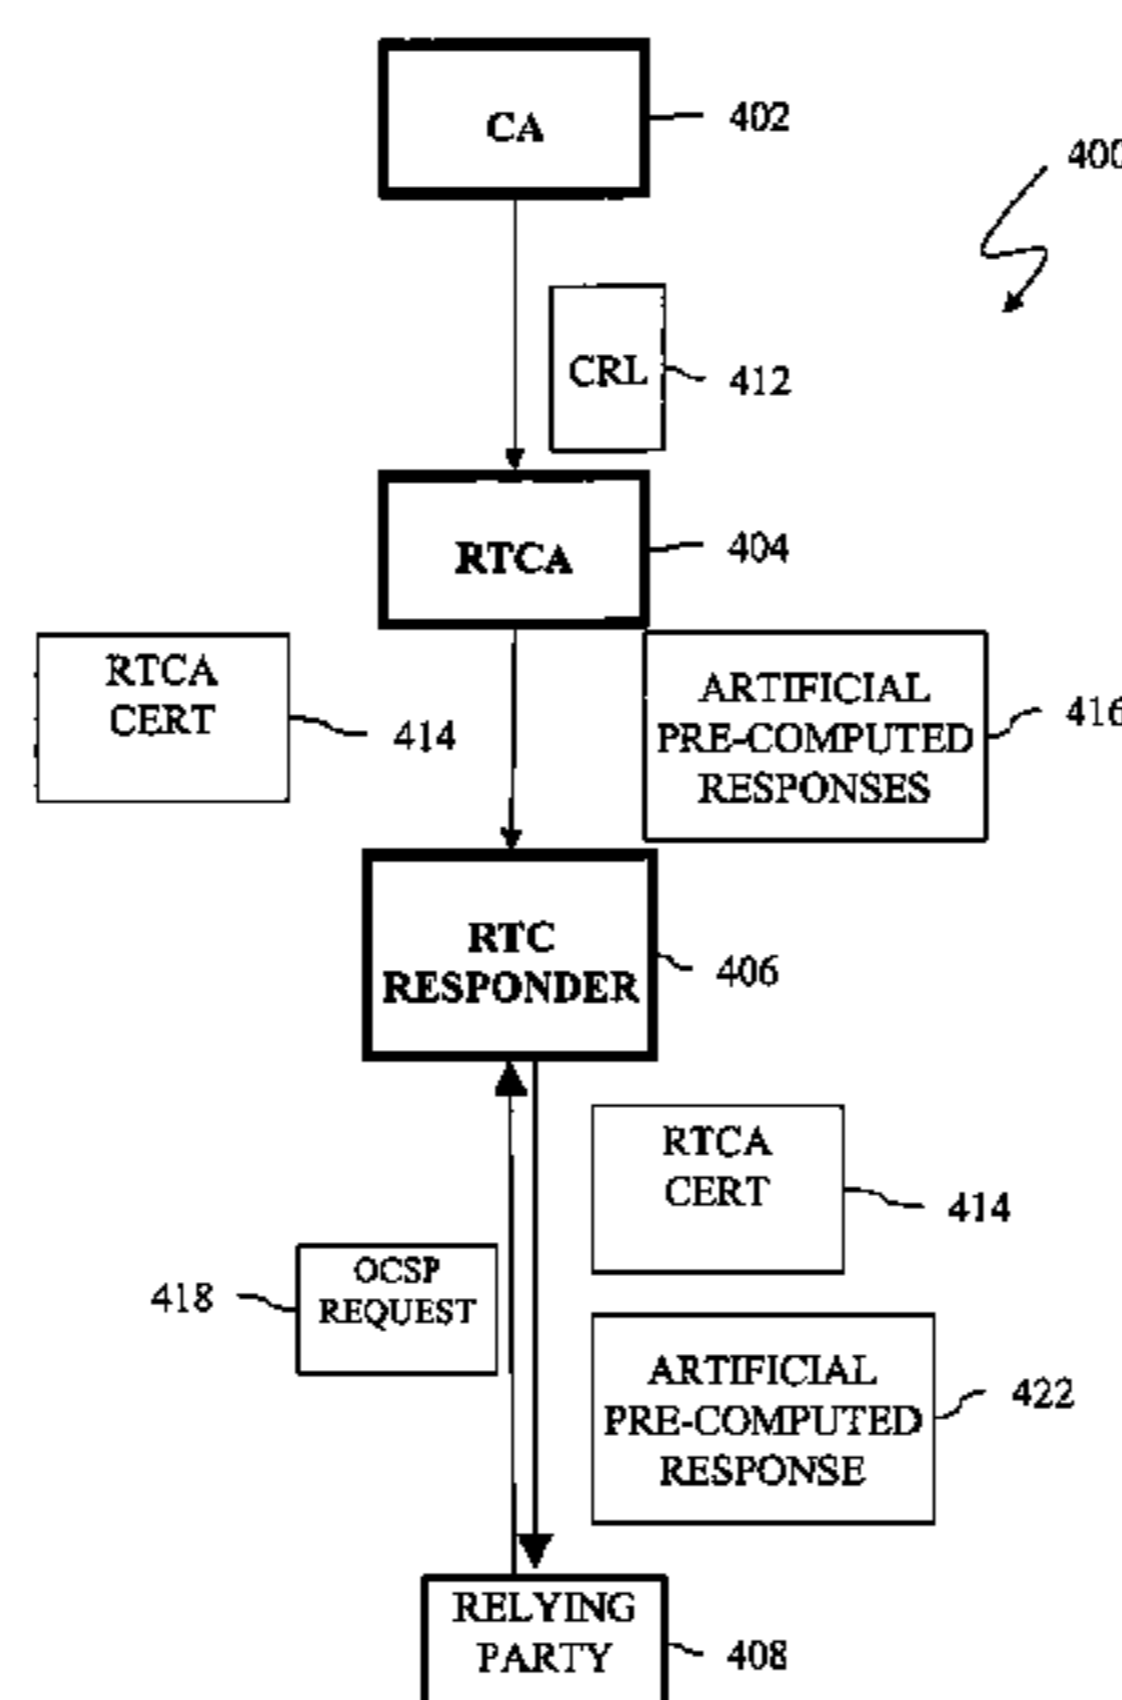 CA
402
400
CRL
412
RTCA
404
RTCA
CERT
414
ARTIFICIAL
PRE-COMPUTED
RESPONSES
416
RTC
RESPONDER
406
RTCA
CERT
414
OCSP
REQUEST
418
ARTIFICIAL
PRE-COMPUTED
RESPONSE
422
RELYING
PARTY
408